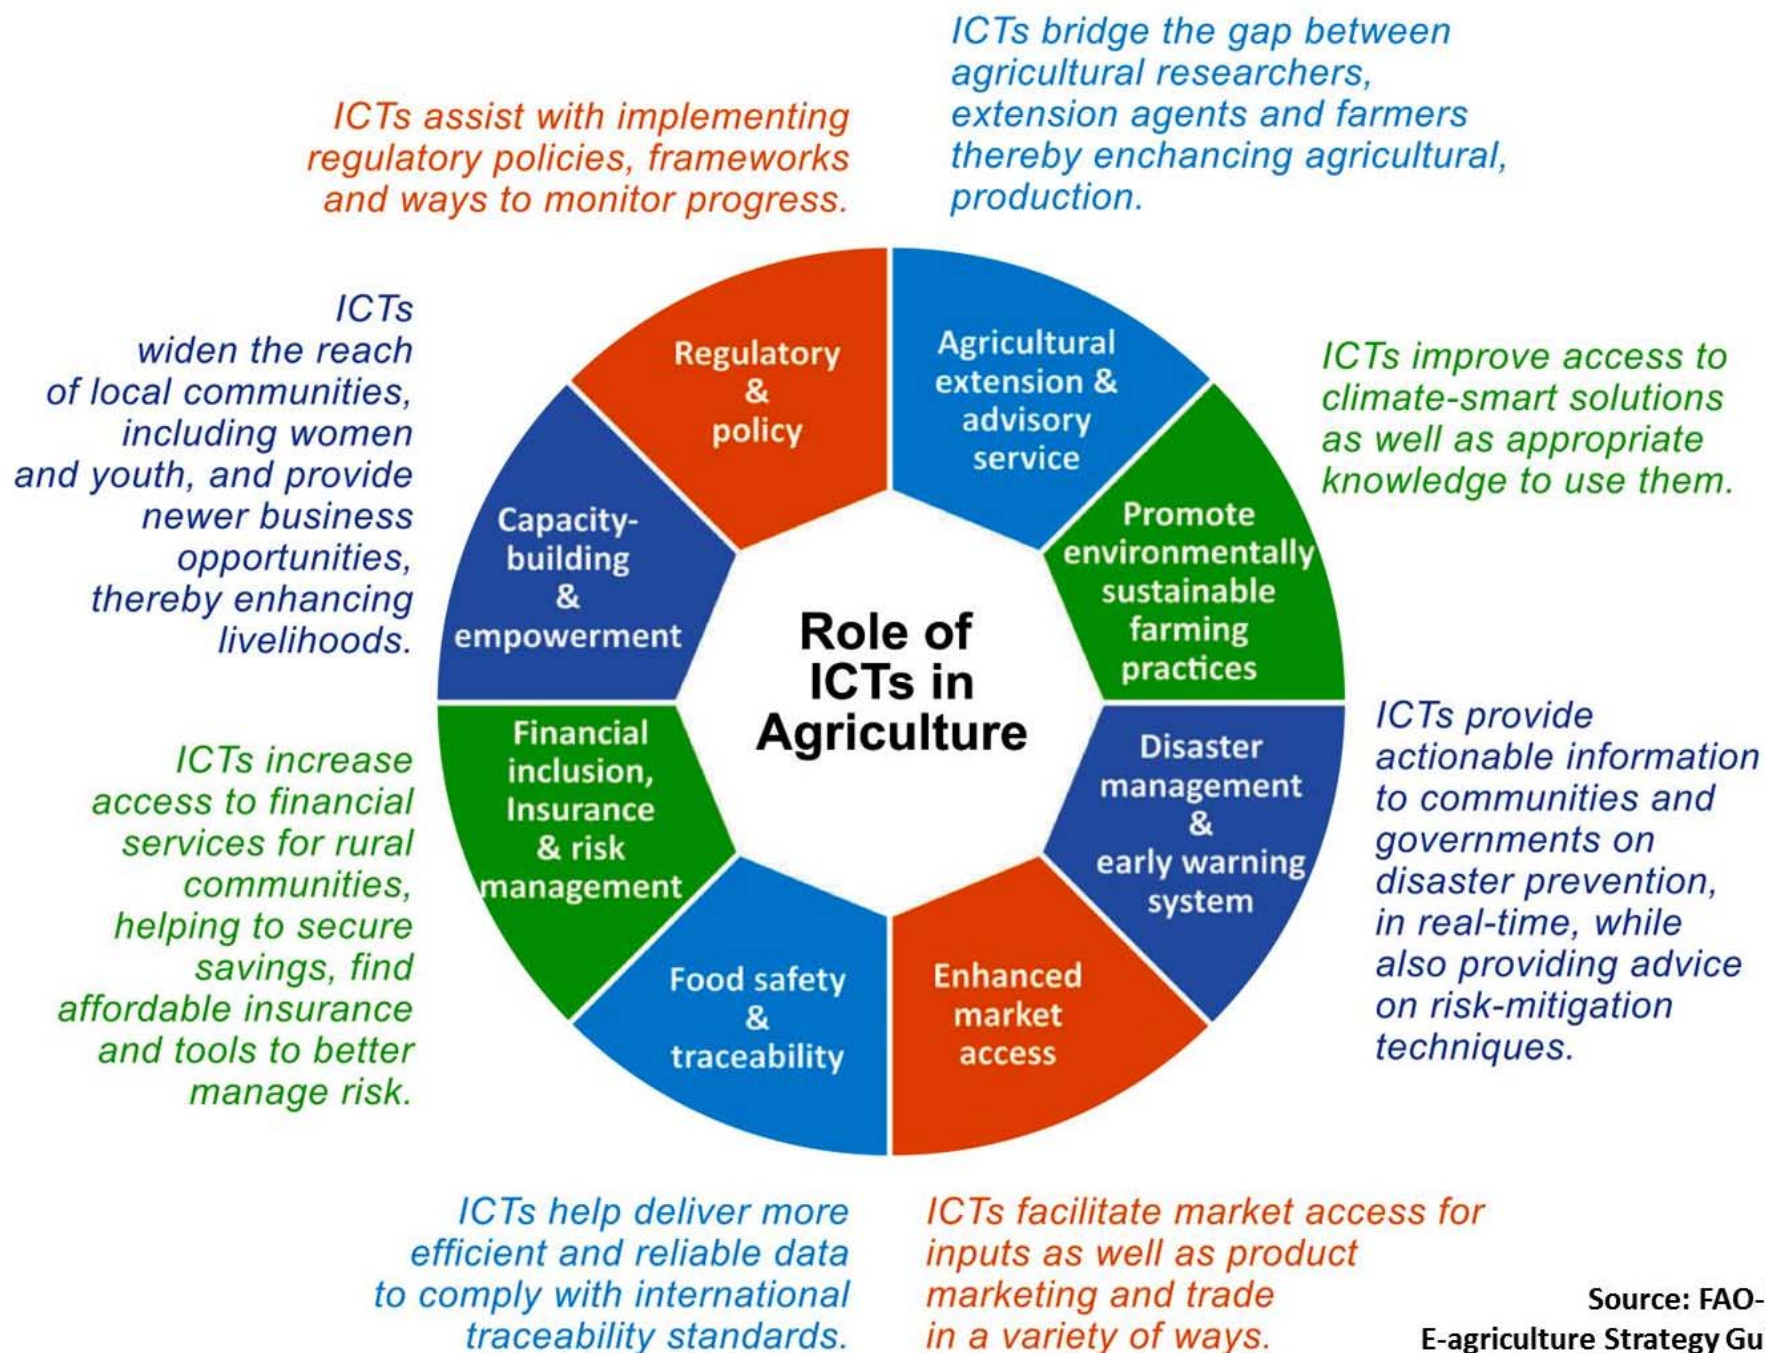 ICTs bridge the gap between
agricultural researchers,
extension agents and farmers
thereby enchancing agricultural,
production.
ICTs assist with implementing
regulatory policies, frameworks
and ways to monitor progress.
ICTs
widen the reach
of local communities,
including women
and youth, and provide
newer business
opportunities,
thereby enhancing
livelihoods.
Regulatory
&
policy
Agricultural
extension &
advisory
service
ICTs improve access to
climate-smart solutions
as well as appropriate
knowledge to use them.
Capacity-
building
&
empowerment
Promote
environmentally
sustainable
farming
practices
Role of
ICTs in
Agriculture
ICTs increase
access to financial
services for rural
communities,
helping to secure
savings, find
affordable insurance
and tools to better
manage risk.
Financial
inclusion,
Insurance
& risk
management
Disaster
management
&
early warning
system
ICTs provide
actionable information
to communities and
governments on
disaster prevention,
in real-time, while
also providing advice
on risk-mitigation
techniques.
Food safety
&
traceability
Enhanced
market
access
ICTs help deliver more
efficient and reliable data
to comply with international
traceability standards.
ICTs facilitate market access for
inputs as well as product
marketing and trade
in a variety of ways.
Source: FAO-
E-agriculture Strategy Gu